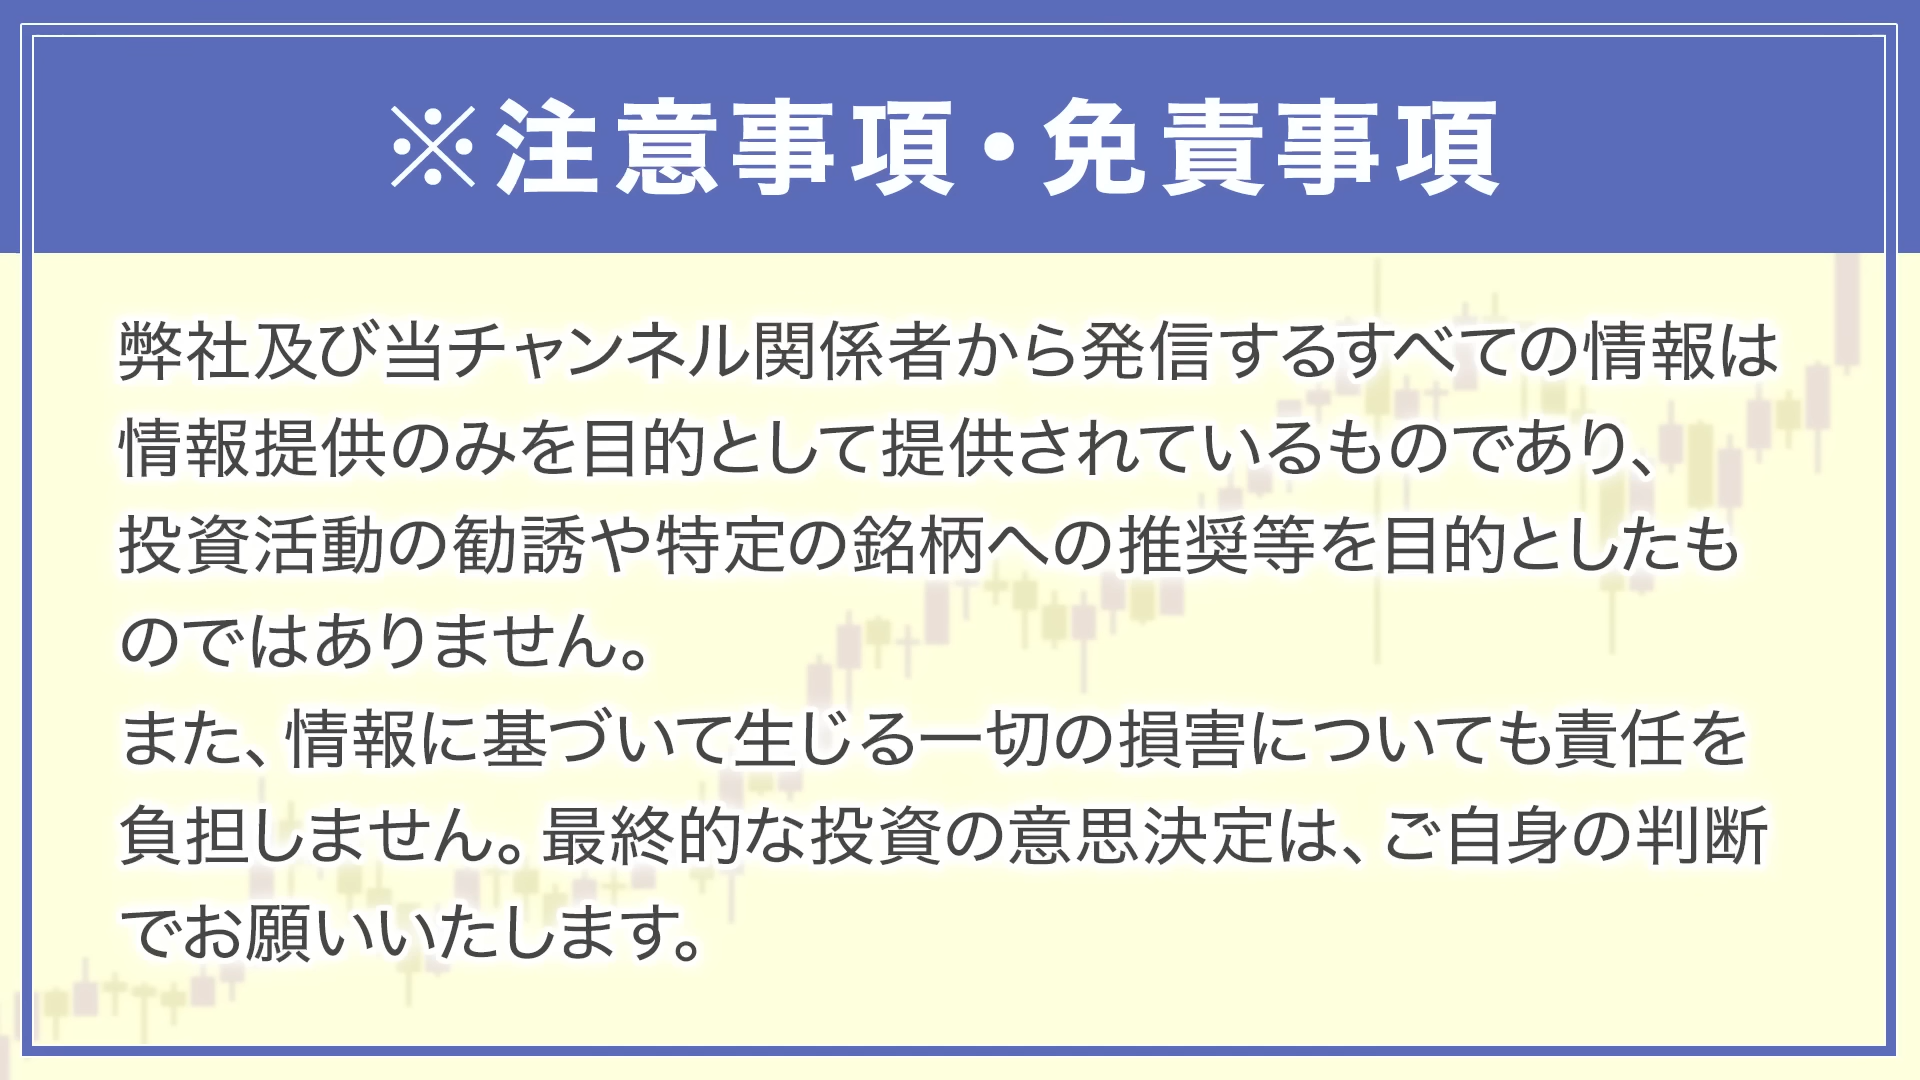 ※注意事項・免責事項
弊社及び当チャンネル関係者から発信するすべての情報は
情報提供のみを目的として提供されているものであり、
投資活動の勧誘や特定の銘柄への推奨等を目的としたも
のではありません。
また、情報に基づいて生じる一切の損害についても責任を
負担しません。最終的な投資の意思決定は、ご自身の判断
でお願いいたします。